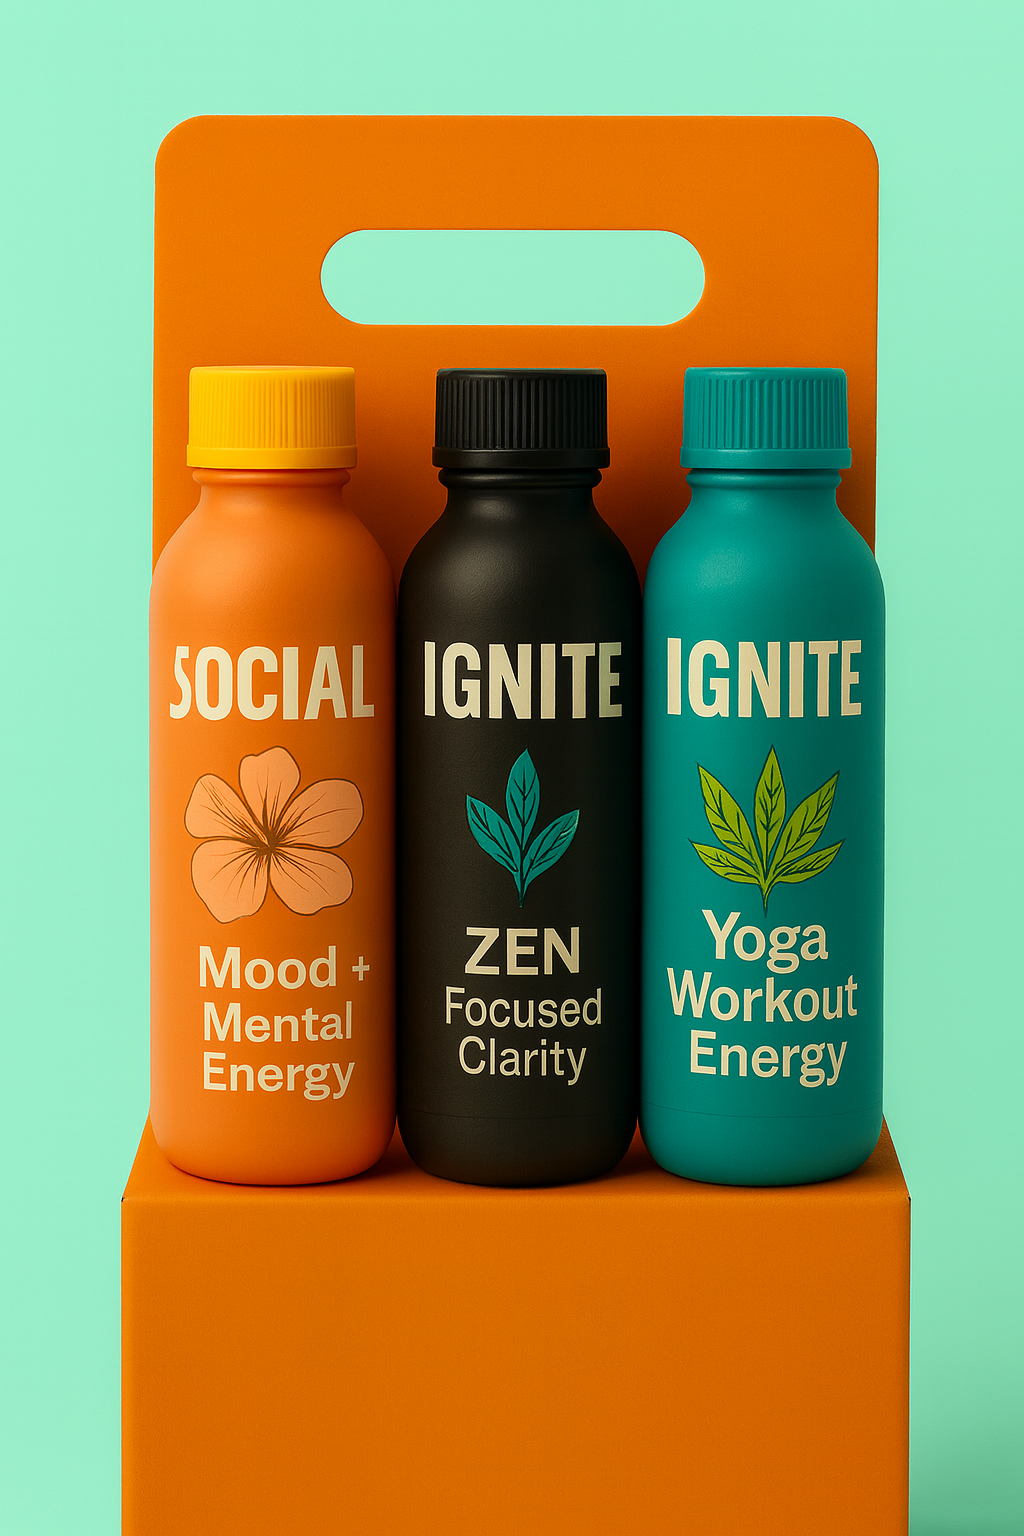 SOCIAL
Mood +
Mental
Energy
IGNITE
ZEN
Focused
Clarity
IGNITE
Yoga
Workout
Energy